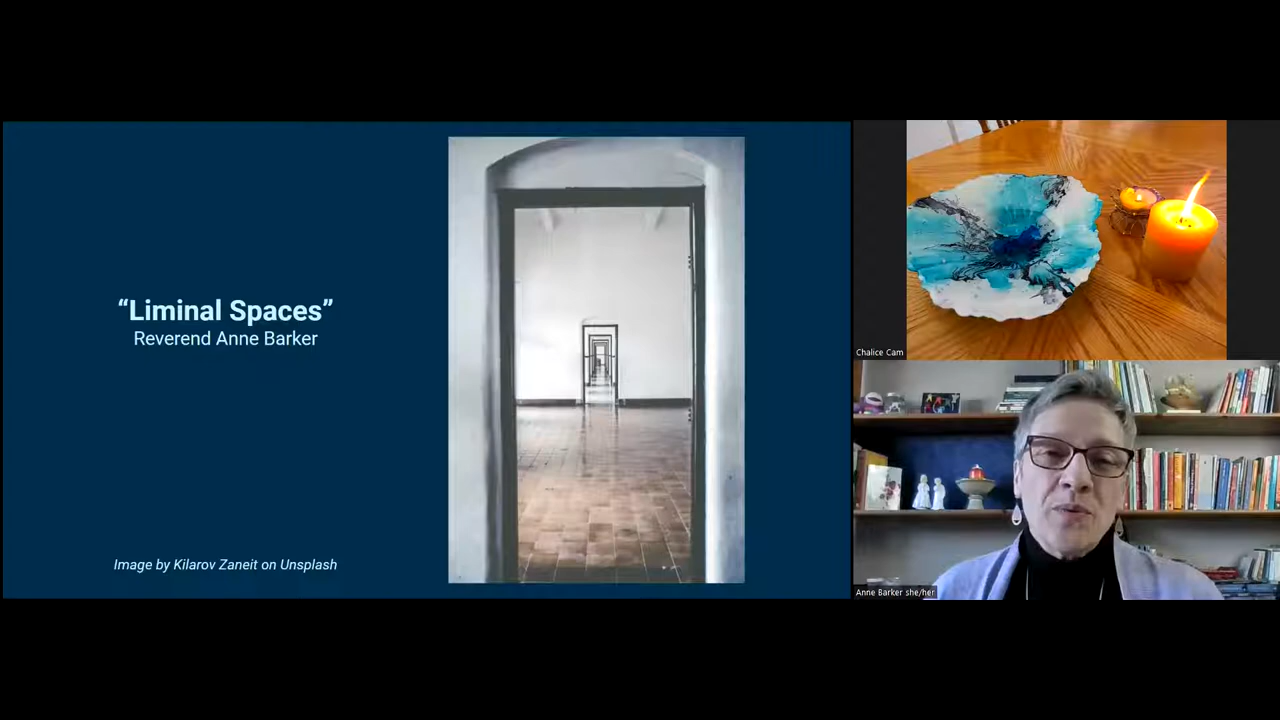 “Liminal Spaces”
Reverend Anne Barker
Image by Kilarov Zaneit on Unsplash
Chalice Cam
Anne Barker she/her